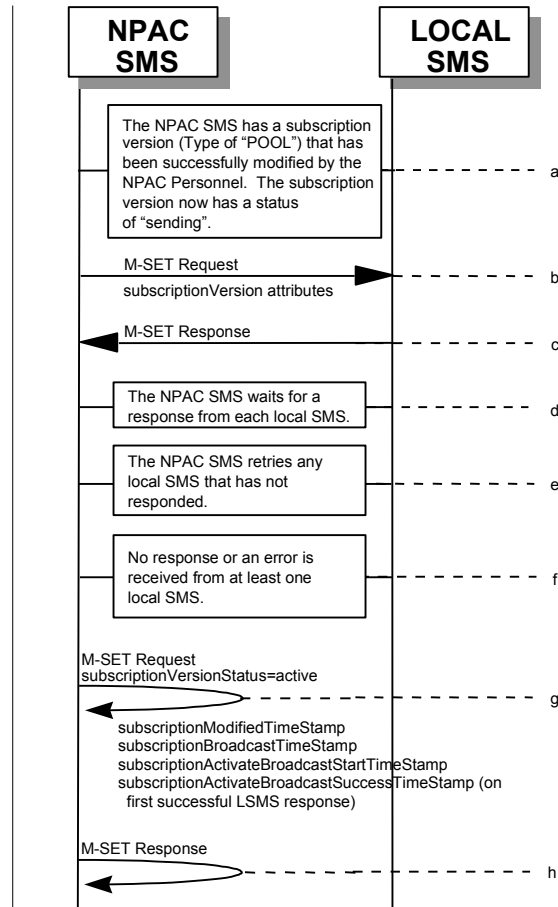 NPAC
SMS
LOCAL
SMS
The NPAC SMS has a subscription
version (Type of “POOL”) that has
been successfully modified by the
NPAC Personnel.  The subscription
version now has a status
of “sending”.
a
M-SET Request
subscriptionVersion attributes
b
M-SET Response
c
The NPAC SMS waits for a
response from each local SMS.
d
The NPAC SMS retries any
local SMS that has not
responded.
e
No response or an error is
received from at least one
local SMS.
f
M-SET Request
subscriptionVersionStatus=active
g
subscriptionModifiedTimeStamp
subscriptionBroadcastTimeStamp
subscriptionActivateBroadcastStartTimeStamp
subscriptionActivateBroadcastSuccessTimeStamp (on
first successful LSMS response)
M-SET Response
h